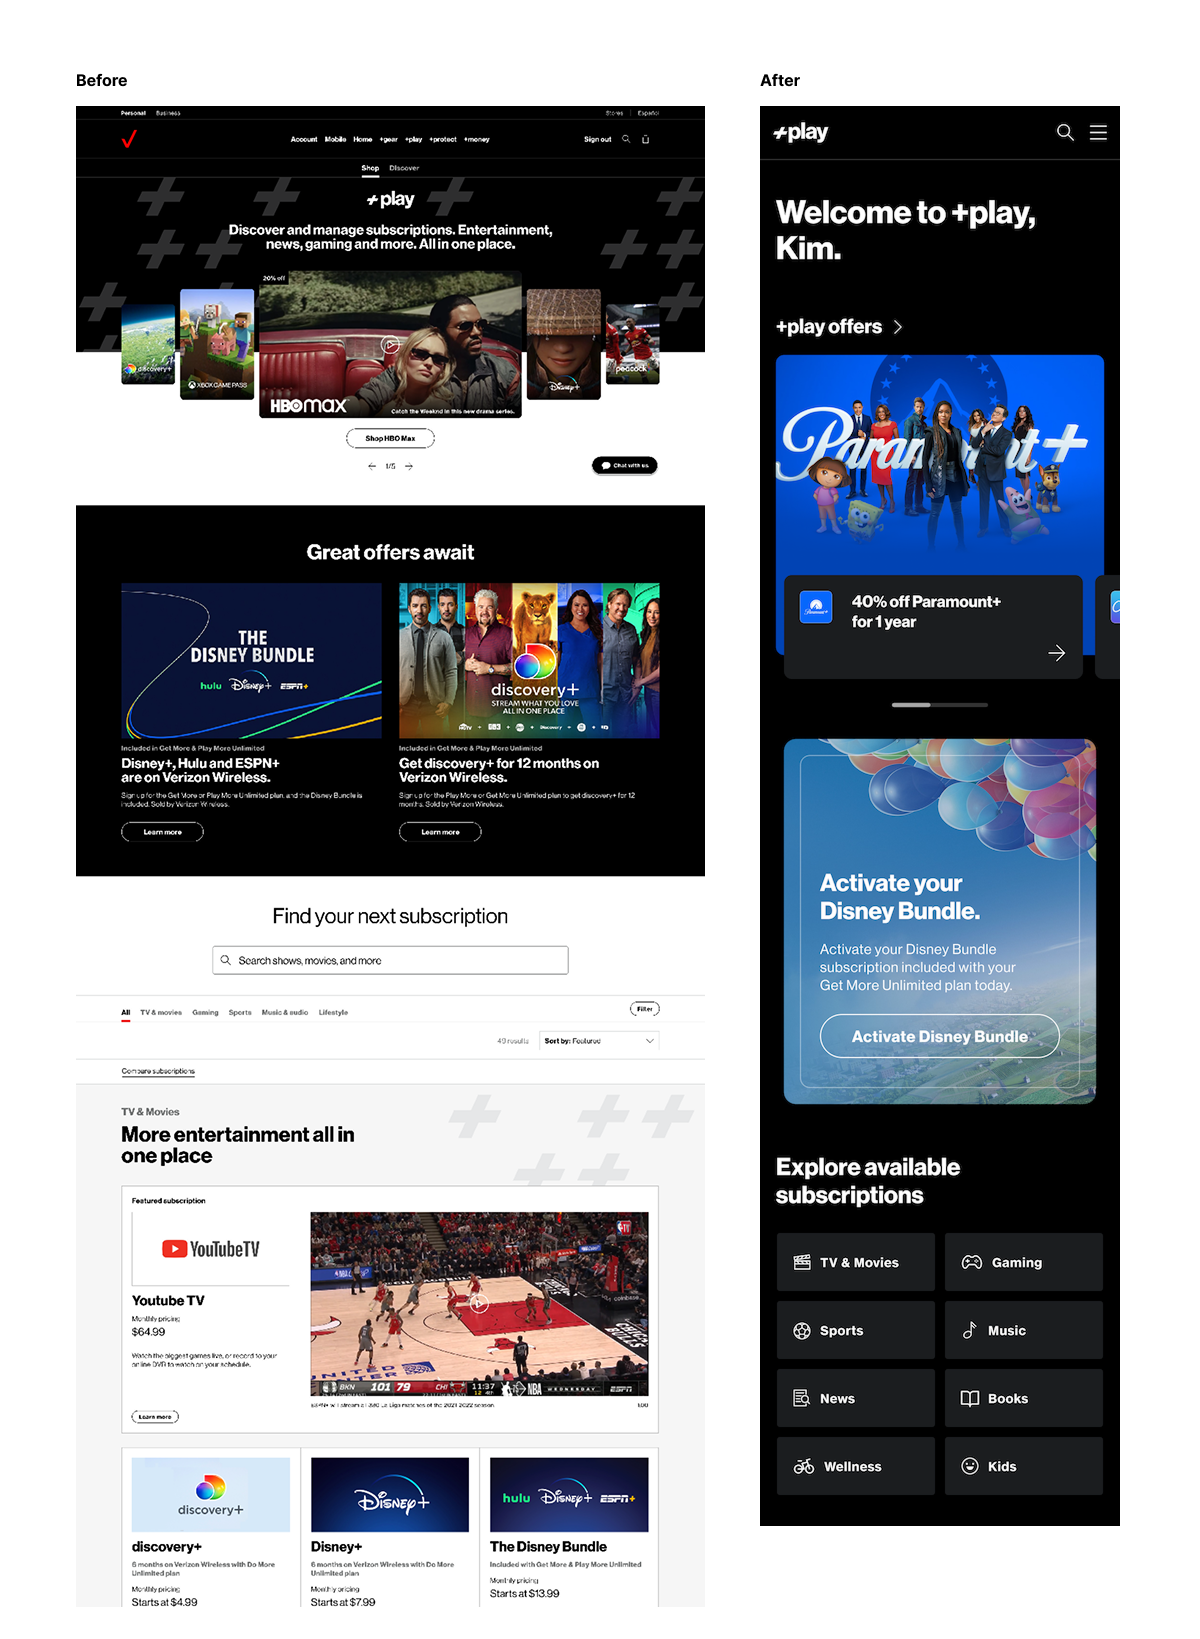 Before
Personal Business Stores Español
Account Mobile Home +gear +play +protect +money Sign out
Shop Discover
+play
Discover and manage subscriptions. Entertainment,
news, gaming and more. All in one place.
20% off
discovery+
XBOX GAME PASS
HBOmax
Catch the Weeknd in this new drama series.
Disney+
peacock
Shop HBO Max
1/5
Chat with us
Great offers await
THE
DISNEY BUNDLE
hulu Disney+ ESPN+
Included in Get More & Play More Unlimited
Disney+, Hulu and ESPN+
are on Verizon Wireless.
Sign up for the Get More or Play More Unlimited plan, and the Disney Bundle is
included. Sold by Verizon Wireless.
Learn more
discovery+
STREAM WHAT YOU LOVE
ALL IN ONE PLACE
Included in Get More & Play More Unlimited
Get discovery+ for 12 months on
Verizon Wireless.
Sign up for the Play More or Get More Unlimited plan to get discovery+ for 12
months. Sold by Verizon Wireless.
Learn more
Find your next subscription
Search shows, movies, and more
All TV & movies Gaming Sports Music & audio Lifestyle Filter
49 results Sort by: Featured
Compare subscriptions
TV & Movies
More entertainment all in
one place
Featured subscription
YouTubeTV
Youtube TV
Monthly pricing
$64.99
Watch the biggest games live, or record to your
online DVR to watch on your schedule.
Learn more
BKN 101 79 CHI 11:37 NBA WEDNESDAY ESPN
ESPN+ will stream all 380 La Liga matches of the 2021-2022 season.
discovery+
discovery+
6 months on Verizon Wireless with Do More
Unlimited plan
Monthly pricing
Starts at $4.99
Disney+
Disney+
6 months on Verizon Wireless with Do More
Unlimited plan
Monthly pricing
Starts at $7.99
hulu Disney+ ESPN+
The Disney Bundle
Included with Get More & Play More Unlimited
Monthly pricing
Starts at $13.99
After
+play
Welcome to +play,
Kim.
+play offers
Paramount+
40% off Paramount+
for 1 year
Activate your
Disney Bundle.
Activate your Disney Bundle
subscription included with your
Get More Unlimited plan today.
Activate Disney Bundle
Explore available
subscriptions
TV & Movies
Gaming
Sports
Music
News
Books
Wellness
Kids